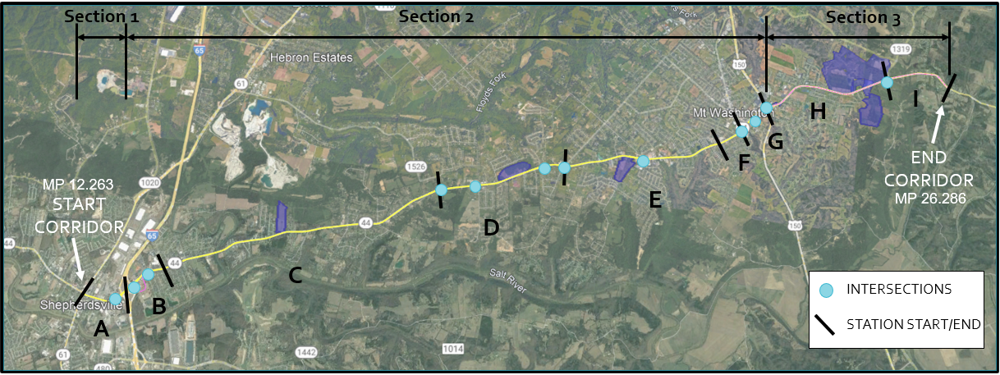 Section 1
Section 2
Section 3
65
150
1319
Hebron Estates
61
Floyds Fork
Mt Washington
H
I
G
F
END
CORRIDOR
MP 26.286
1526
MP 12.263
START
CORRIDOR
1020
E
D
44
150
65
44
44
C
Salt River
INTERSECTIONS
Shepherdsville
B
A
STATION START/END
61
1442
1014
480